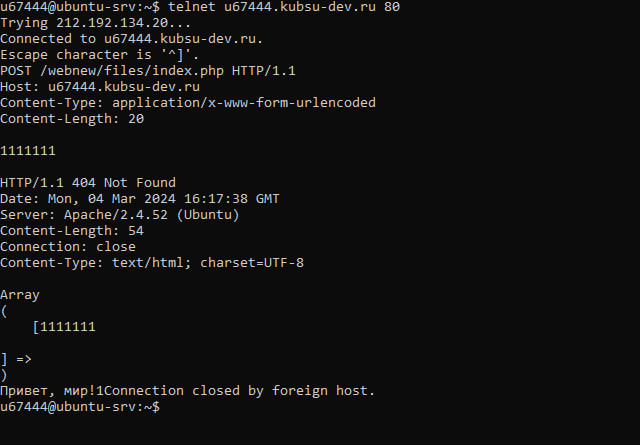 u67444@ubuntu-srv:~$ telnet u67444.kubsu-dev.ru 80
Trying 212.192.134.20...
Connected to u67444.kubsu-dev.ru.
Escape character is '^]'.
POST /webnew/files/index.php HTTP/1.1
Host: u67444.kubsu-dev.ru
Content-Type: application/x-www-form-urlencoded
Content-Length: 20

1111111

HTTP/1.1 404 Not Found
Date: Mon, 04 Mar 2024 16:17:38 GMT
Server: Apache/2.4.52 (Ubuntu)
Content-Length: 54
Connection: close
Content-Type: text/html; charset=UTF-8

Array
(
    [1111111

] =>
)
Привет, мир!1Connection closed by foreign host.
u67444@ubuntu-srv:~$